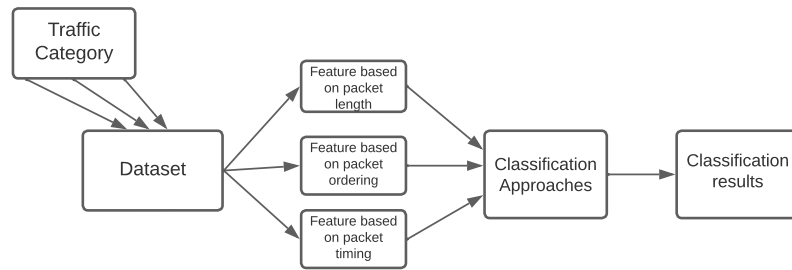 Traffic
Category
Dataset
Feature based
on packet
length
Feature based
on packet
ordering
Feature based
on packet
timing
Classification
Approaches
Classification
results